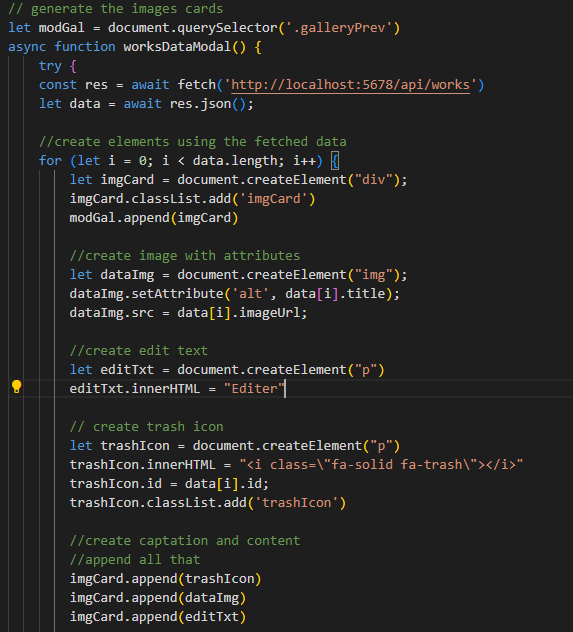 // generate the images cards
let modGal = document.querySelector('.galleryPrev')
async function worksDataModal() {
try {
const res = await fetch('http://localhost:5678/api/works')
let data = await res.json();
//create elements using the fetched data
for (let i = 0; i < data.length; i++) {
let imgCard = document.createElement("div");
imgCard.classList.add('imgCard')
modGal.append(imgCard)
//create image with attributes
let dataImg = document.createElement("img");
dataImg.setAttribute('alt', data[i].title);
dataImg.src = data[i].imageUrl;
//create edit text
let editTxt = document.createElement("p")
editTxt.innerHTML = "Editer"
// create trash icon
let trashIcon = document.createElement("p")
trashIcon.innerHTML = "<i class=\"fa-solid fa-trash\"></i>"
trashIcon.id = data[i].id;
trashIcon.classList.add('trashIcon')
//create captation and content
//append all that
imgCard.append(trashIcon)
imgCard.append(dataImg)
imgCard.append(editTxt)